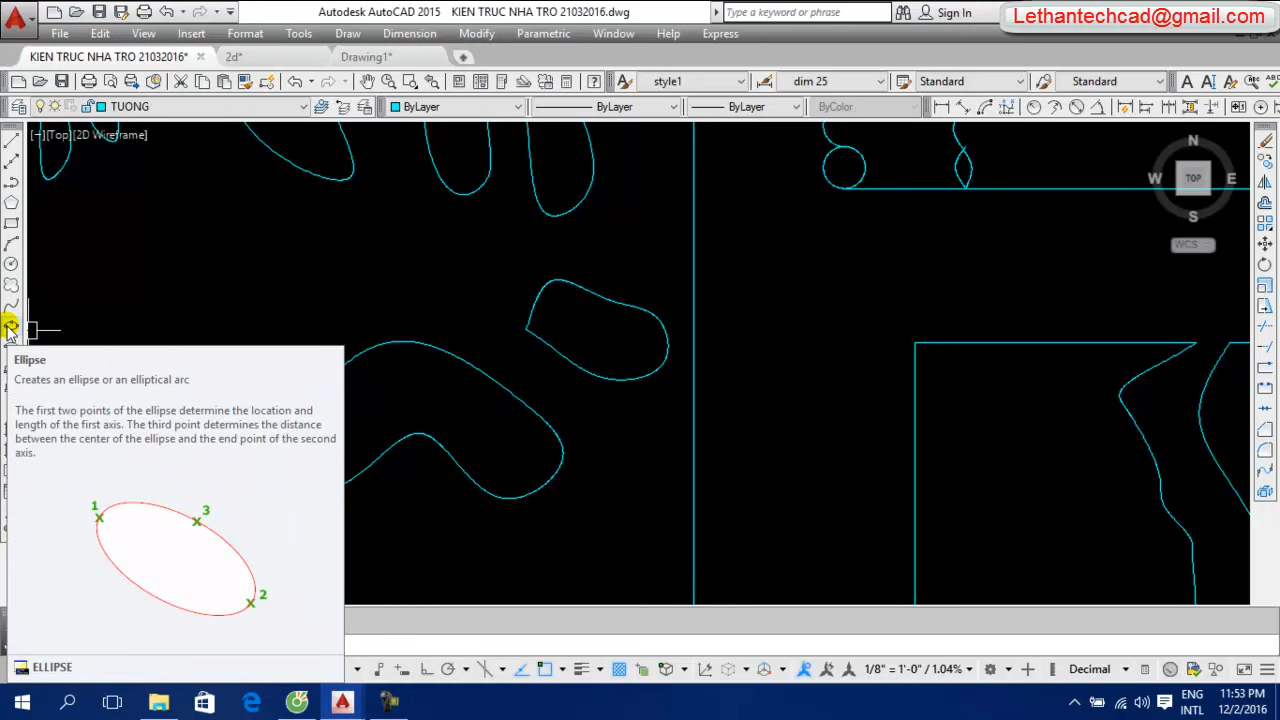 Autodesk AutoCAD 2015 KIEN TRUC NHA TRO 21032016.dwg
Type a keyword or phrase
Sign In
Lethantechcad@gmail.com
File Edit View Insert Format Tools Draw Dimension Modify Parametric Window Help Express
KIEN TRUC NHA TRO 21032016* 2d* Drawing1*
style1 dim 25 Standard Standard
TUONG ByLayer ByLayer ByLayer ByColor
[−][Top][2D Wireframe]
N
W TOP E
S
WCS
Ellipse
Creates an ellipse or an elliptical arc
The first two points of the ellipse determine the location and
length of the first axis. The third point determines the distance
between the center of the ellipse and the end point of the second
axis.
1
3
2
ELLIPSE
1/8" = 1'-0" / 1.04% Decimal
ENG 11:53 PM
INTL 12/2/2016